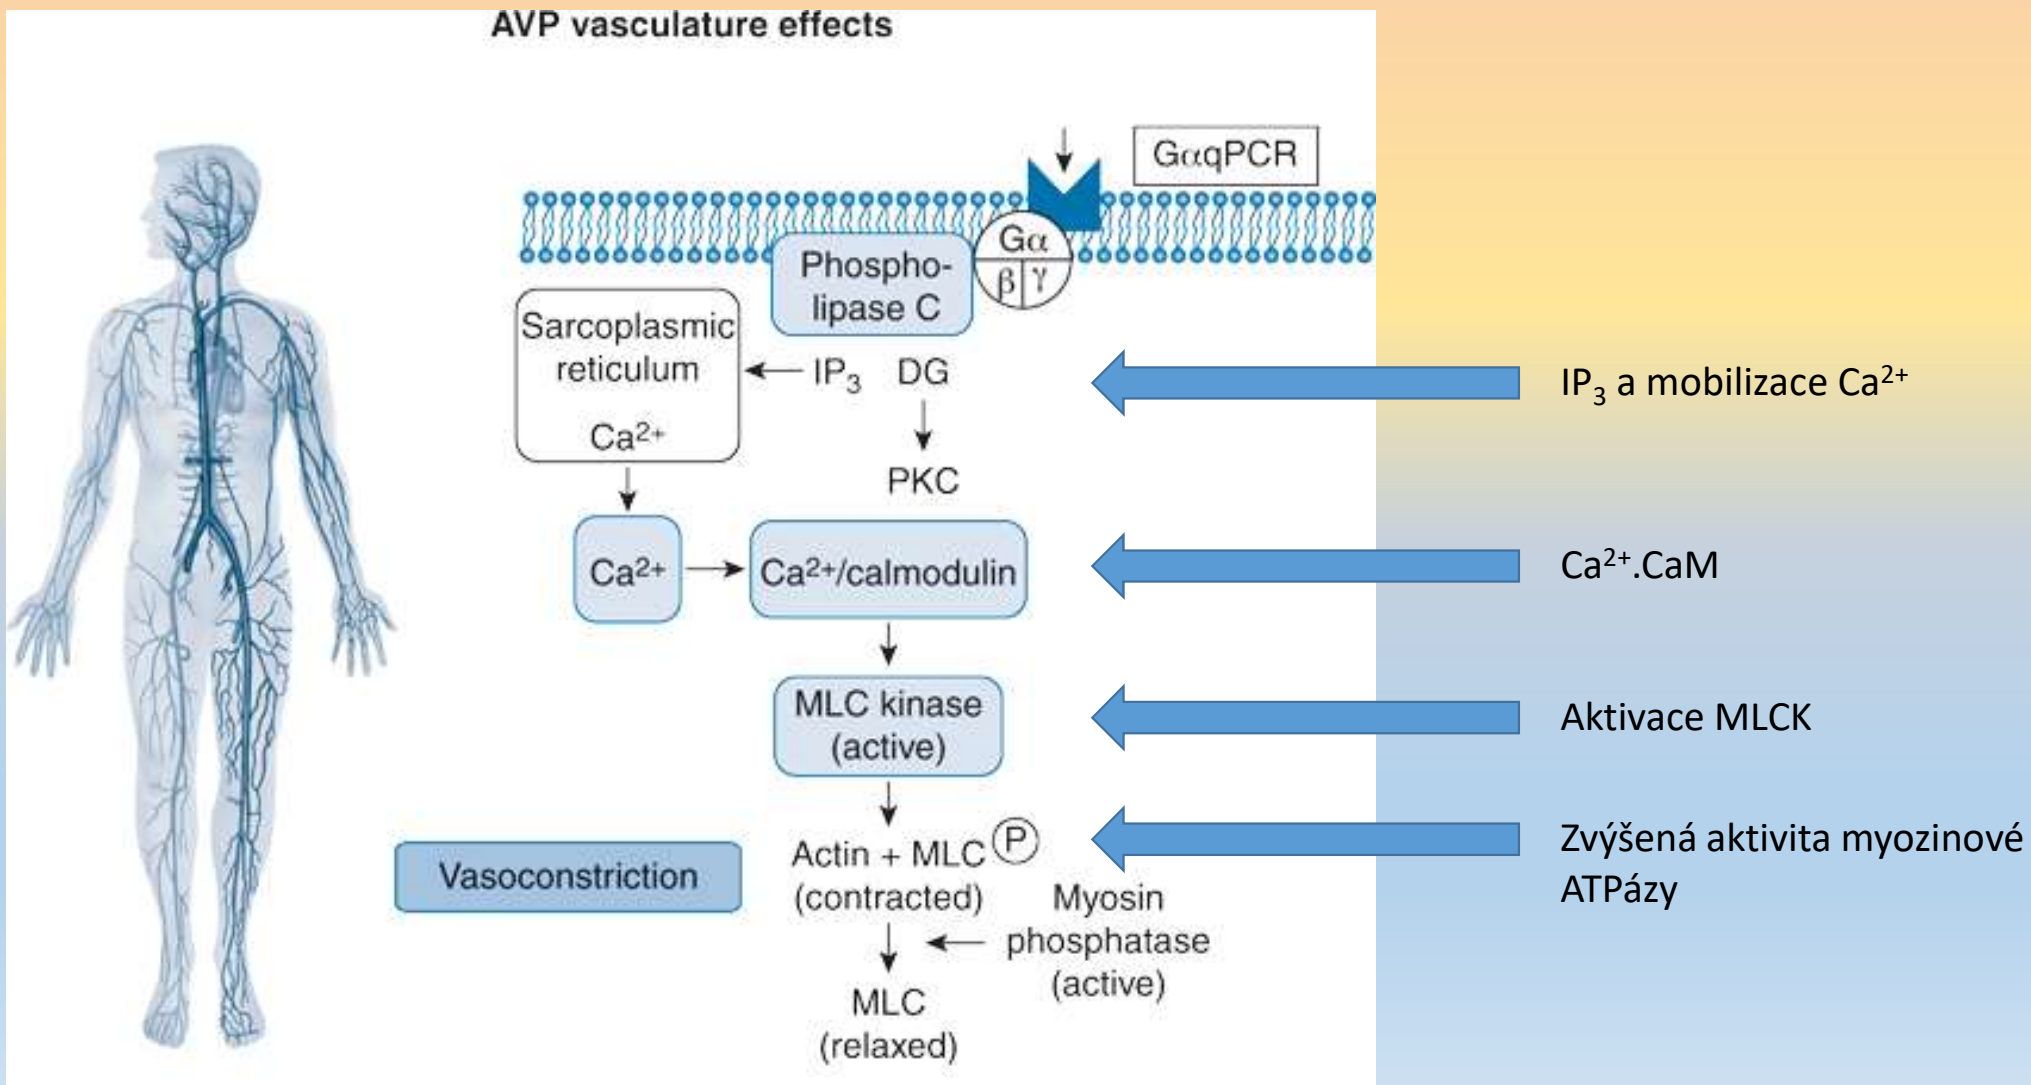 AVP vasculature effects
GαqPCR
Gα
β γ
Phospho-
lipase C
Sarcoplasmic
reticulum
Ca²⁺
IP₃ DG
PKC
Ca²⁺
Ca²⁺/calmodulin
MLC kinase
(active)
Vasoconstriction
Actin + MLC P
(contracted)
Myosin
phosphatase
(active)
MLC
(relaxed)
IP₃ a mobilizace Ca²⁺
Ca²⁺.CaM
Aktivace MLCK
Zvýšená aktivita myozinové
ATPázy